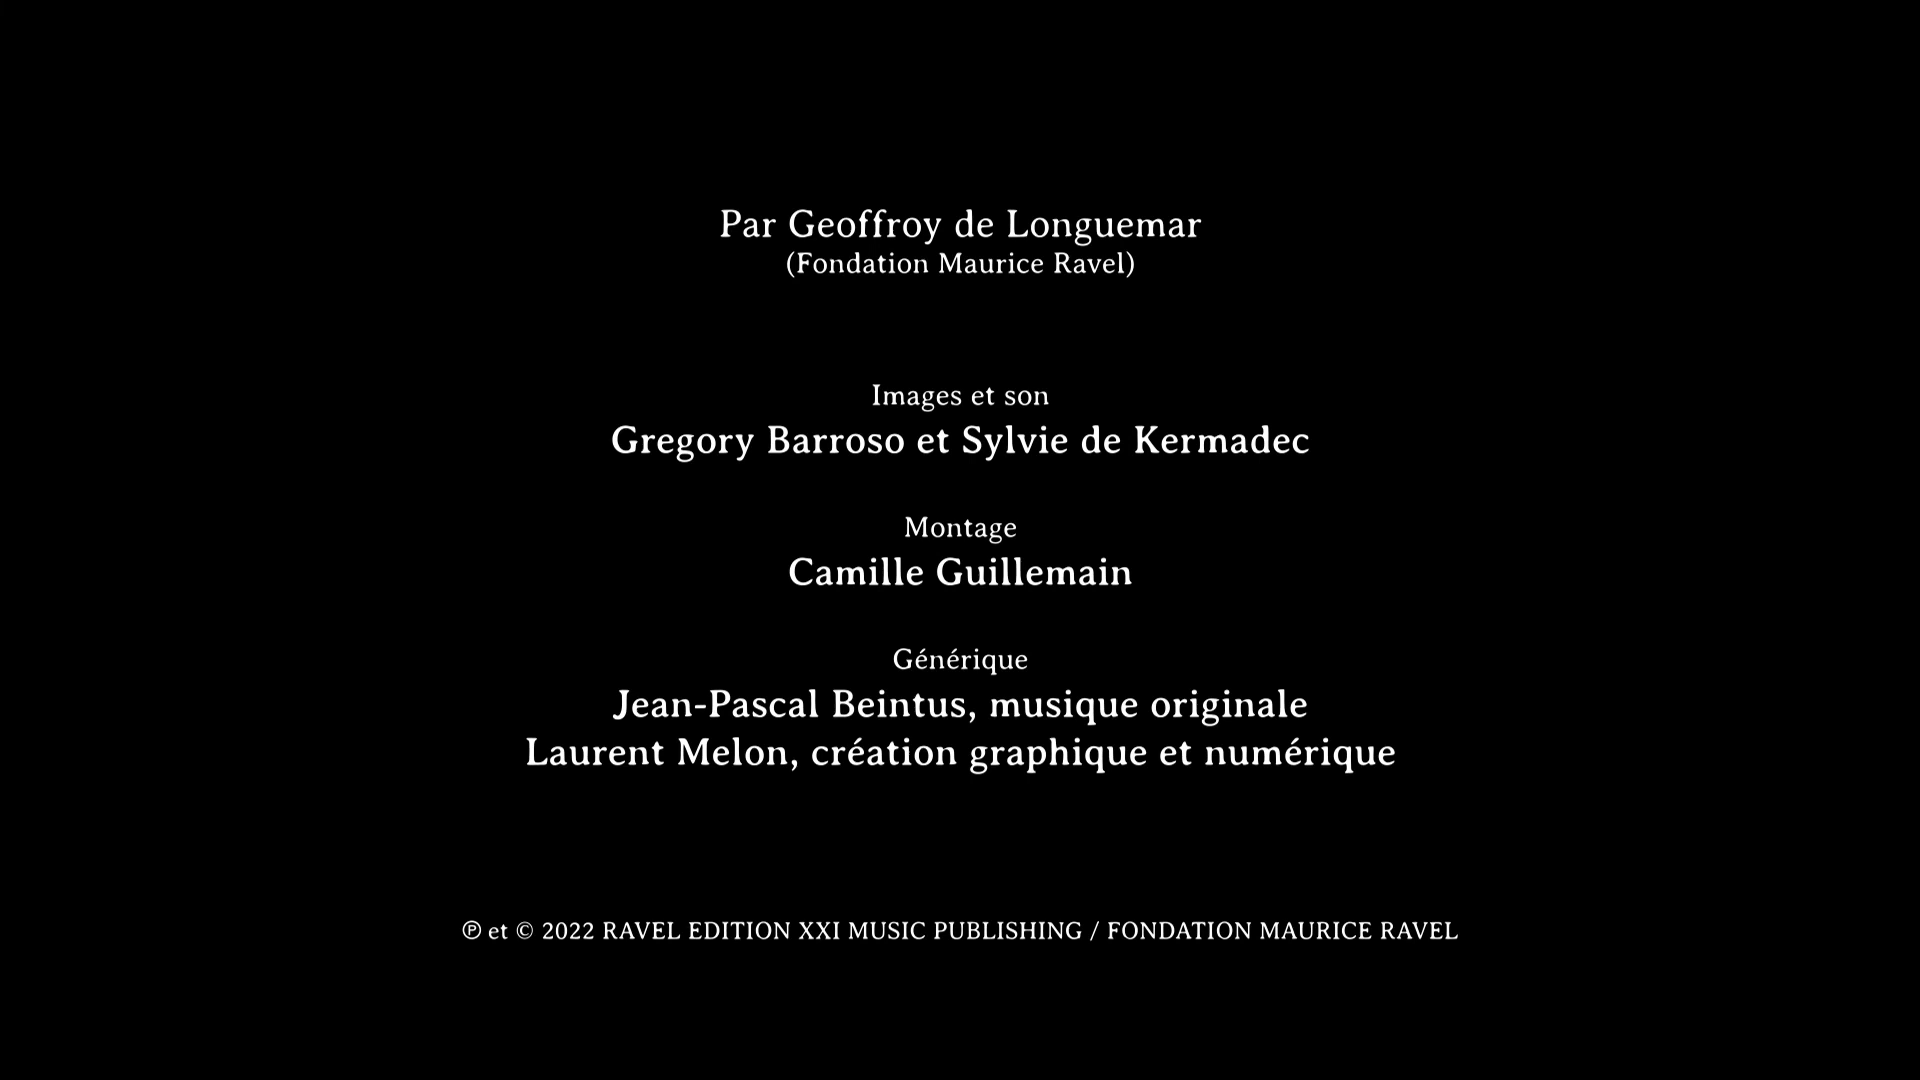 Par Geoffroy de Longuemar
(Fondation Maurice Ravel)
Images et son
Gregory Barroso et Sylvie de Kermadec
Montage
Camille Guillemain
Générique
Jean-Pascal Beintus, musique originale
Laurent Melon, création graphique et numérique
℗ et © 2022 RAVEL EDITION XXI MUSIC PUBLISHING / FONDATION MAURICE RAVEL